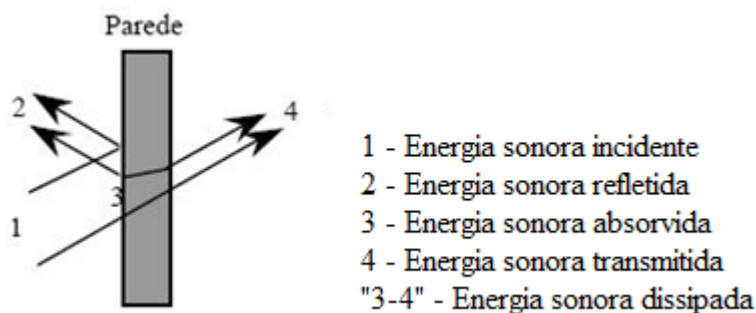 Parede
2
4
3
1
1 - Energia sonora incidente
2 - Energia sonora refletida
3 - Energia sonora absorvida
4 - Energia sonora transmitida
"3-4" - Energia sonora dissipada